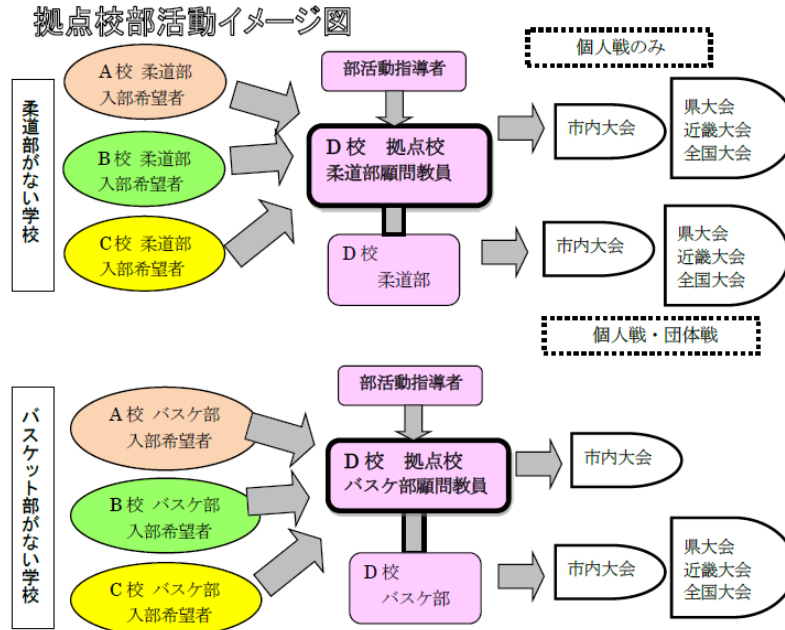 拠点校部活動イメージ図
個人戦のみ
柔道部がない学校
A校 柔道部
入部希望者
B校 柔道部
入部希望者
C校 柔道部
入部希望者
部活動指導者
D校 拠点校
柔道部顧問教員
D校
柔道部
市内大会
県大会
近畿大会
全国大会
市内大会
県大会
近畿大会
全国大会
個人戦・団体戦
バスケット部がない学校
A校 バスケ部
入部希望者
B校 バスケ部
入部希望者
C校 バスケ部
入部希望者
部活動指導者
D校 拠点校
バスケ部顧問教員
D校
バスケ部
市内大会
市内大会
県大会
近畿大会
全国大会